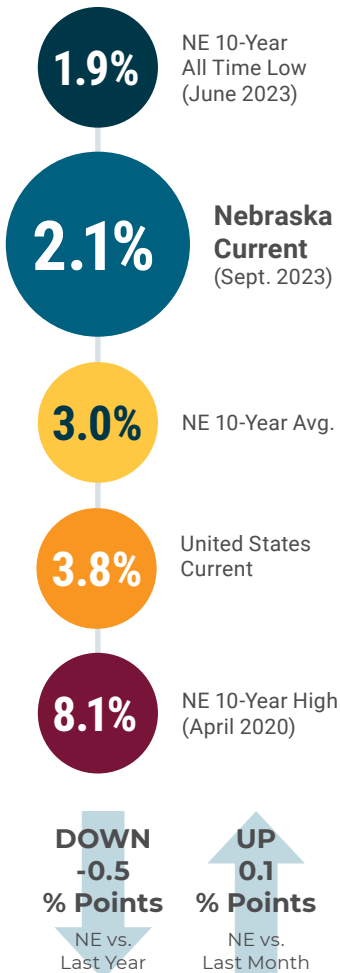 1.9%
NE 10-Year
All Time Low
(June 2023)
2.1%
Nebraska
Current
(Sept. 2023)
3.0%
NE 10-Year Avg.
3.8%
United States
Current
8.1%
NE 10-Year High
(April 2020)
DOWN
-0.5
% Points
NE vs.
Last Year
UP
0.1
% Points
NE vs.
Last Month